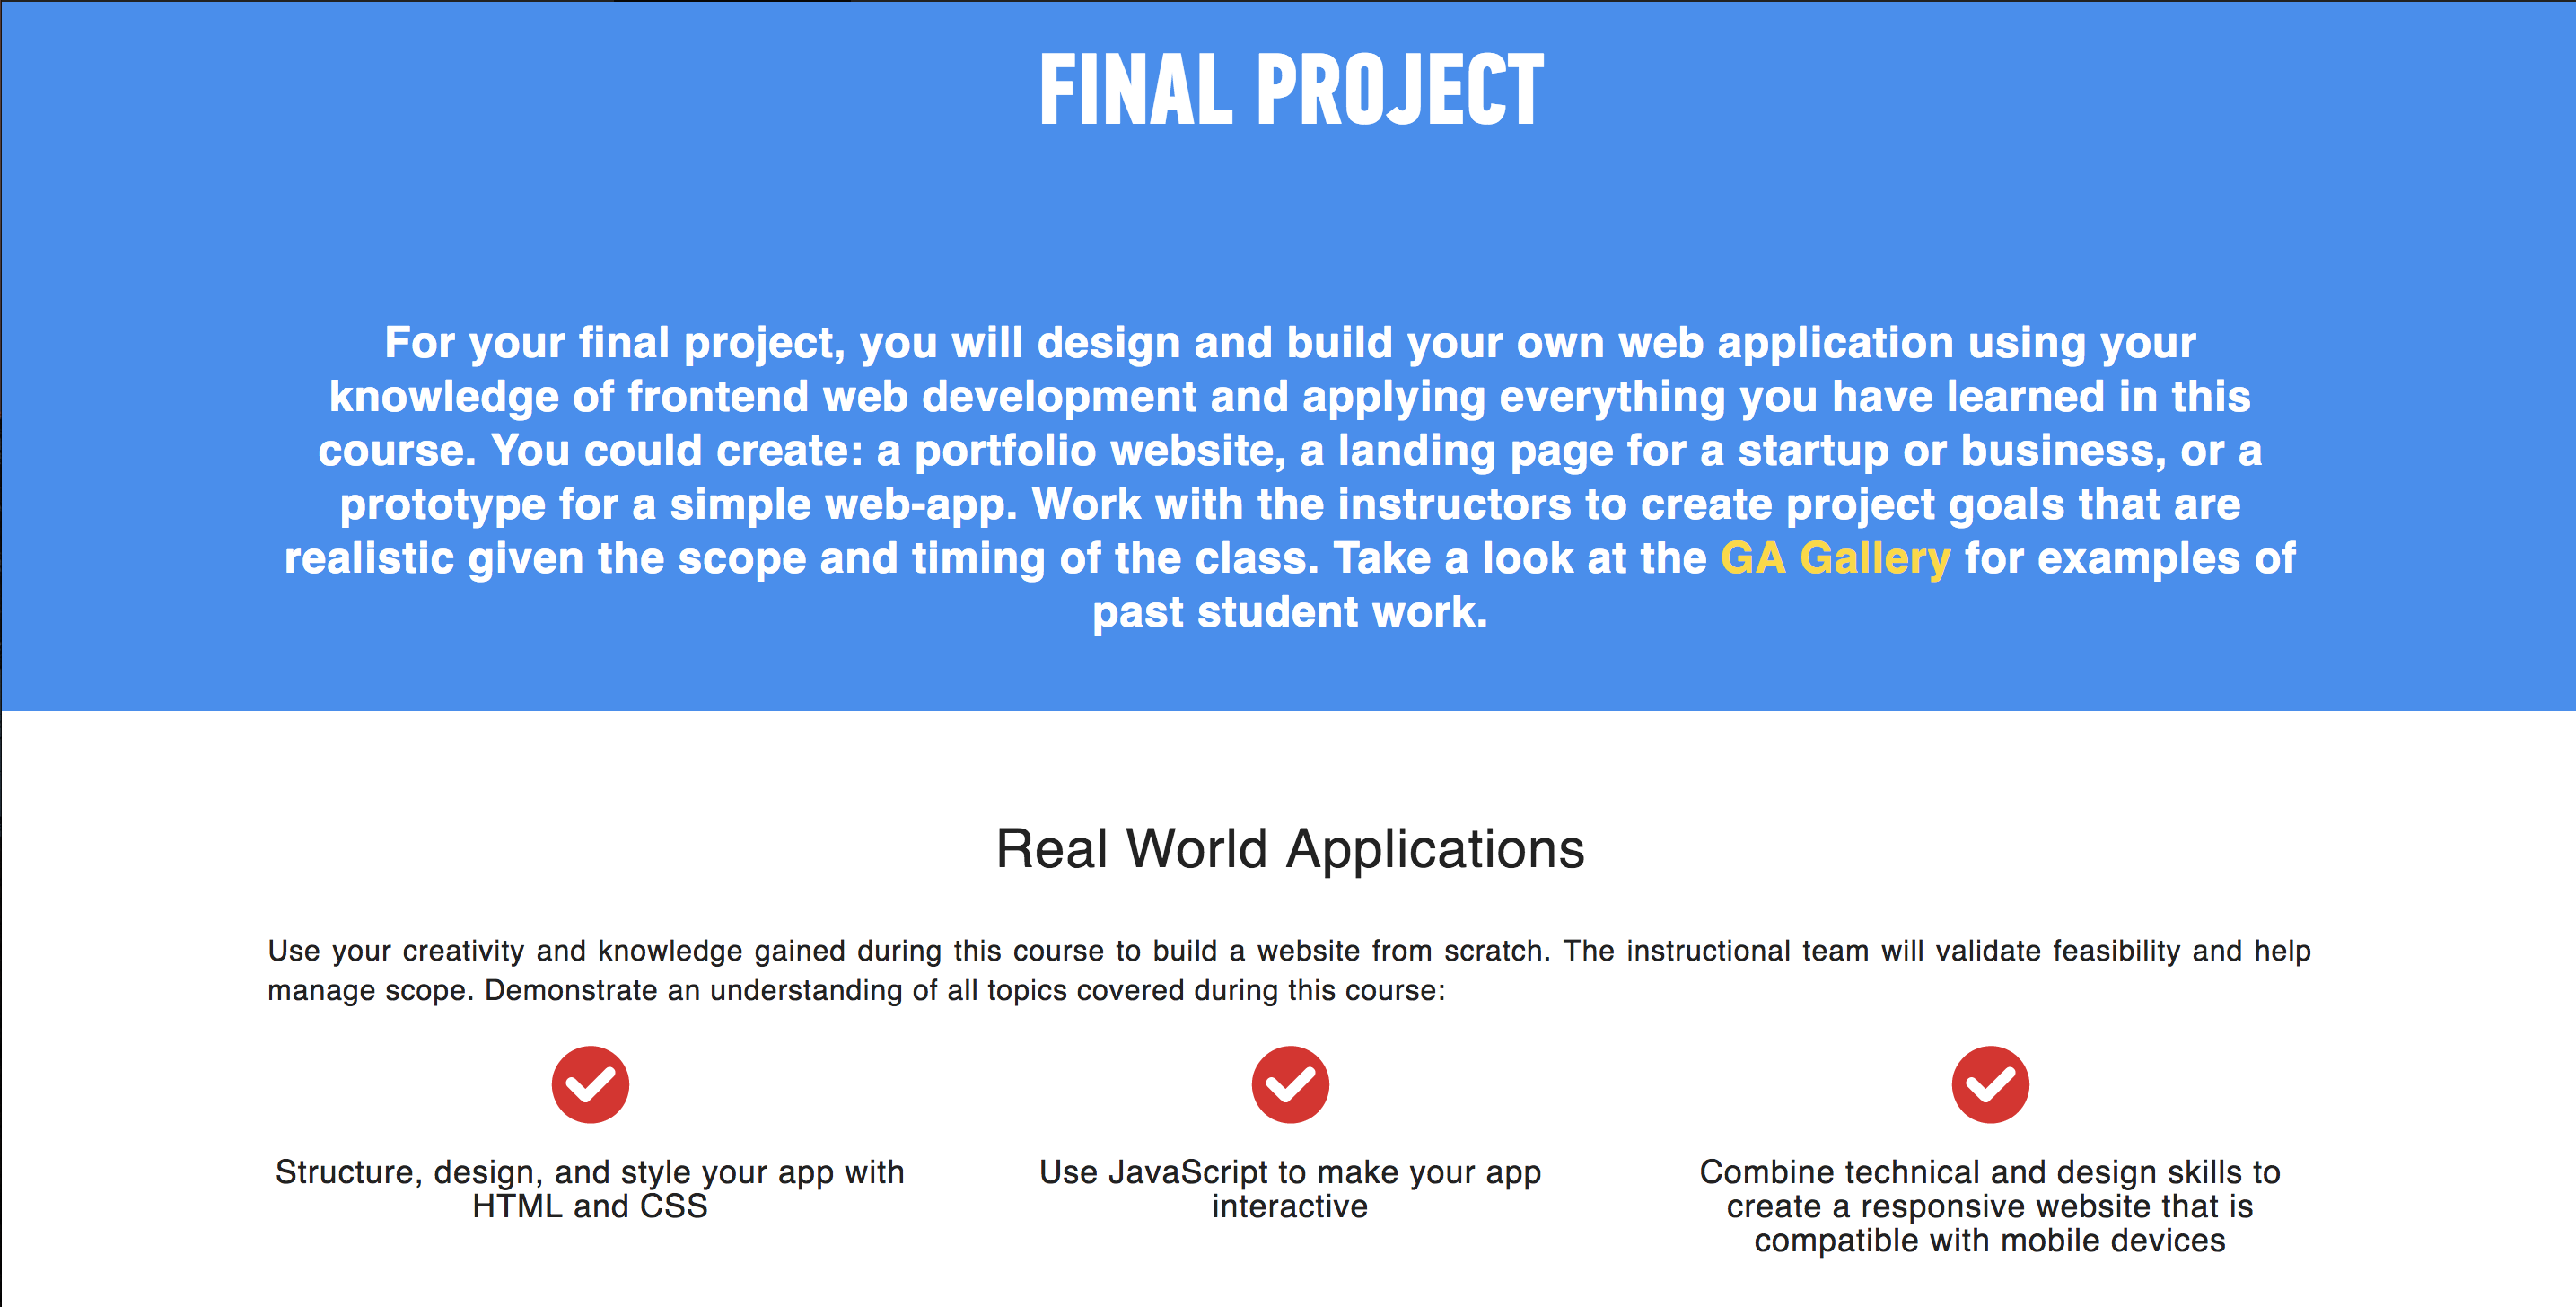 FINAL PROJECT
For your final project, you will design and build your own web application using your
knowledge of frontend web development and applying everything you have learned in this
course. You could create: a portfolio website, a landing page for a startup or business, or a
prototype for a simple web-app. Work with the instructors to create project goals that are
realistic given the scope and timing of the class. Take a look at the GA Gallery for examples of
past student work.
Real World Applications
Use your creativity and knowledge gained during this course to build a website from scratch. The instructional team will validate feasibility and help
manage scope. Demonstrate an understanding of all topics covered during this course:
Structure, design, and style your app with
HTML and CSS
Use JavaScript to make your app
interactive
Combine technical and design skills to
create a responsive website that is
compatible with mobile devices